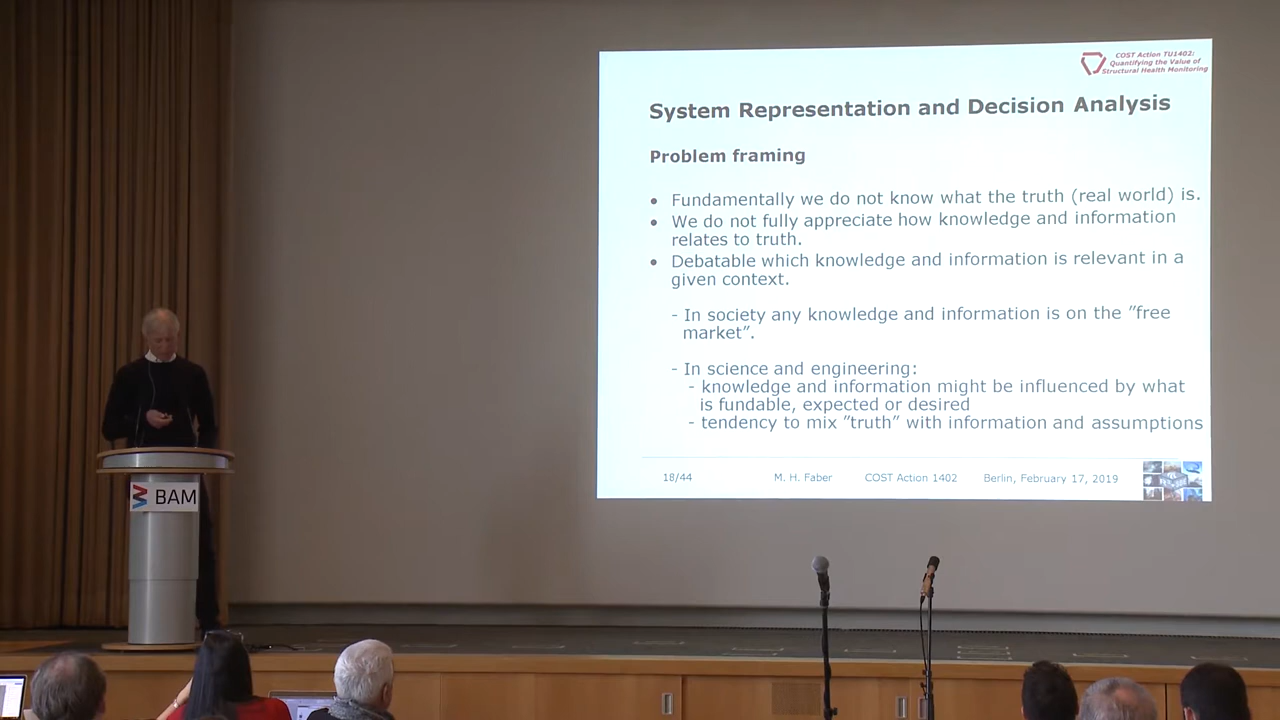 COST Action TU1402:
Quantifying the Value of
Structural Health Monitoring
System Representation and Decision Analysis
Problem framing
• Fundamentally we do not know what the truth (real world) is.
• We do not fully appreciate how knowledge and information
relates to truth.
• Debatable which knowledge and information is relevant in a
given context.
- In society any knowledge and information is on the ”free
market”.
- In science and engineering:
- knowledge and information might be influenced by what
is fundable, expected or desired
- tendency to mix ”truth” with information and assumptions
18/44 M. H. Faber COST Action 1402 Berlin, February 17, 2019
BAM